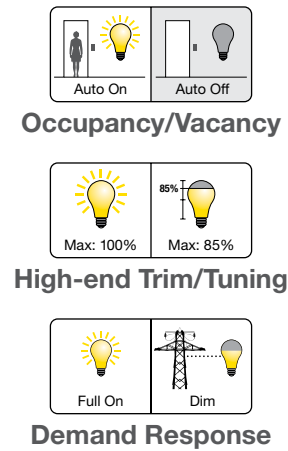 Auto On Auto Off
Occupancy/Vacancy
85%
Max: 100% Max: 85%
High-end Trim/Tuning
Full On Dim
Demand Response